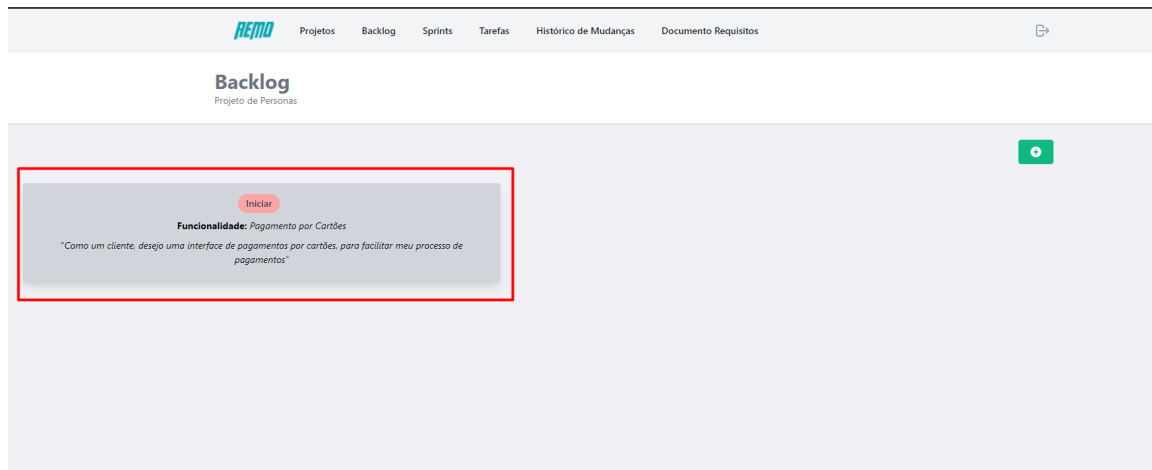 REMO Projetos Backlog Sprints Tarefas Histórico de Mudanças Documento Requisitos
Backlog
Projeto de Personas
Iniciar
Funcionalidade: Pagamento por Cartões
"Como um cliente, desejo uma interface de pagamentos por cartões, para facilitar meu processo de
pagamentos"